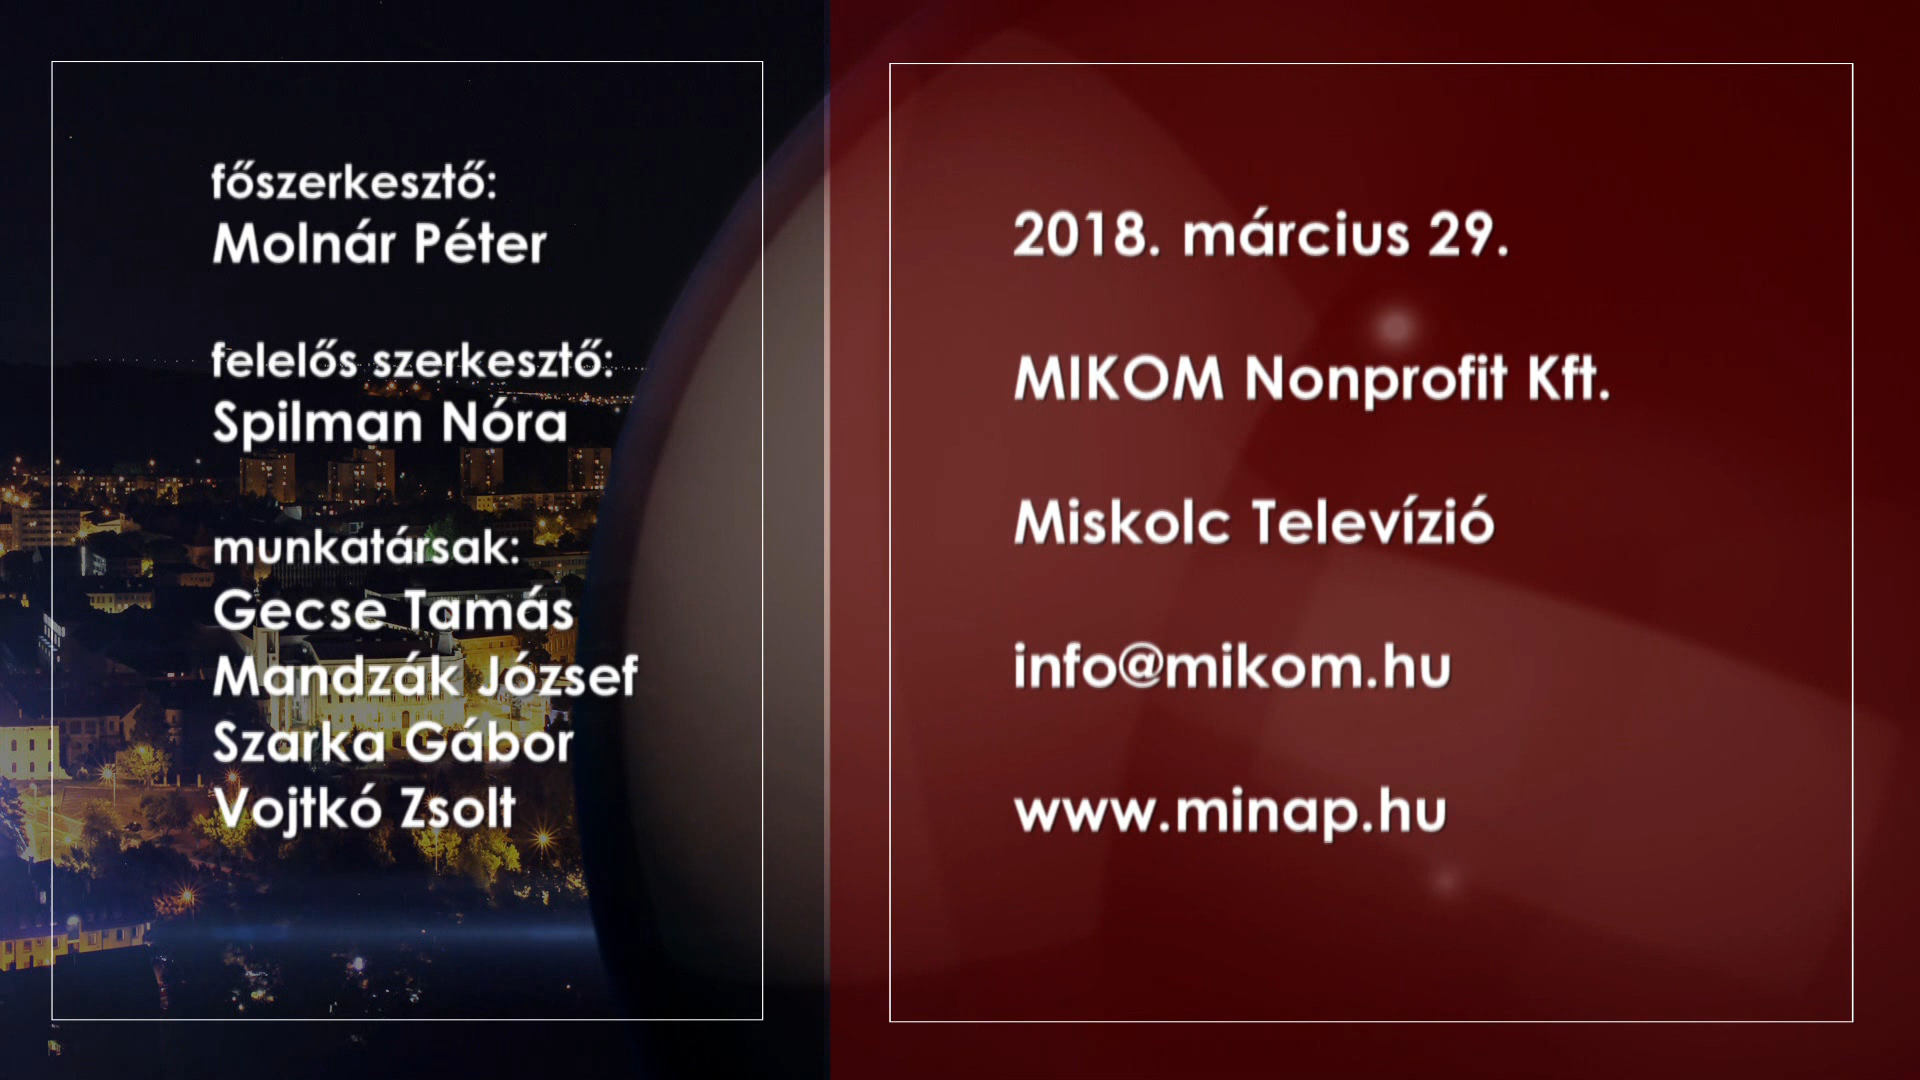 főszerkesztő:
Molnár Péter
felelős szerkesztő:
Spilman Nóra
munkatársak:
Gecse Tamás
Mandzák József
Szarka Gábor
Vojtkó Zsolt
2018. március 29.
MIKOM Nonprofit Kft.
Miskolc Televízió
info@mikom.hu
www.minap.hu